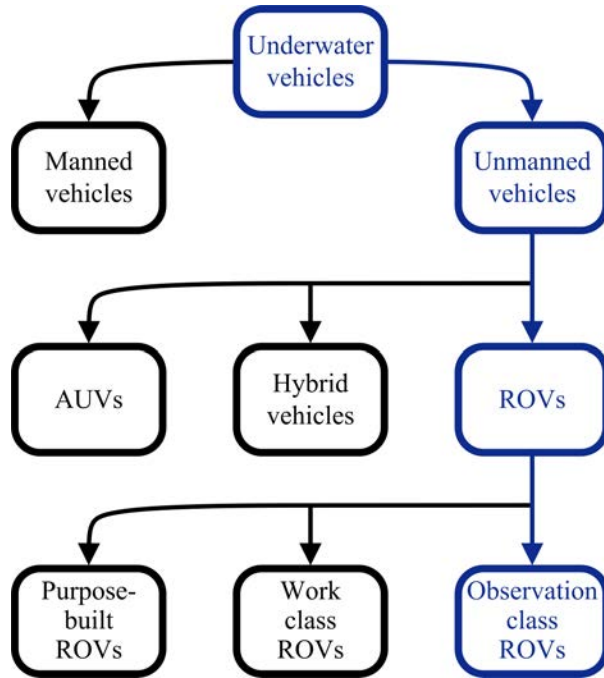 Underwater
vehicles
Manned
vehicles
Unmanned
vehicles
AUVs
Hybrid
vehicles
ROVs
Purpose-
built
ROVs
Work
class
ROVs
Observation
class
ROVs